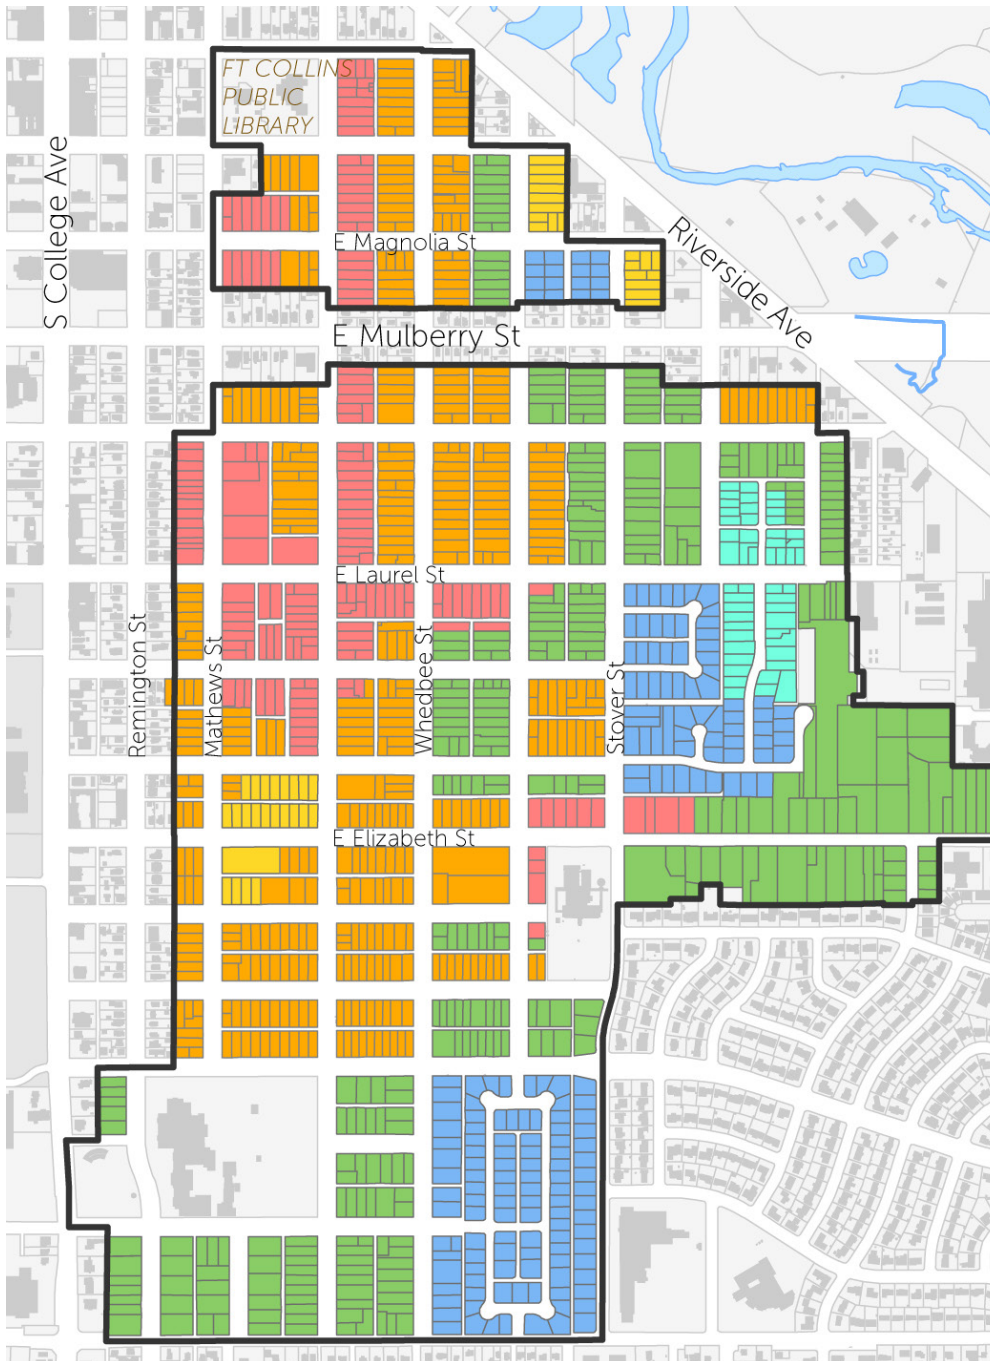 FT COLLINS
PUBLIC
LIBRARY
S College Ave
E Magnolia St
Riverside Ave
E Mulberry St
E Laurel St
Remington St
Mathews St
Whedbee St
Stover St
E Elizabeth St